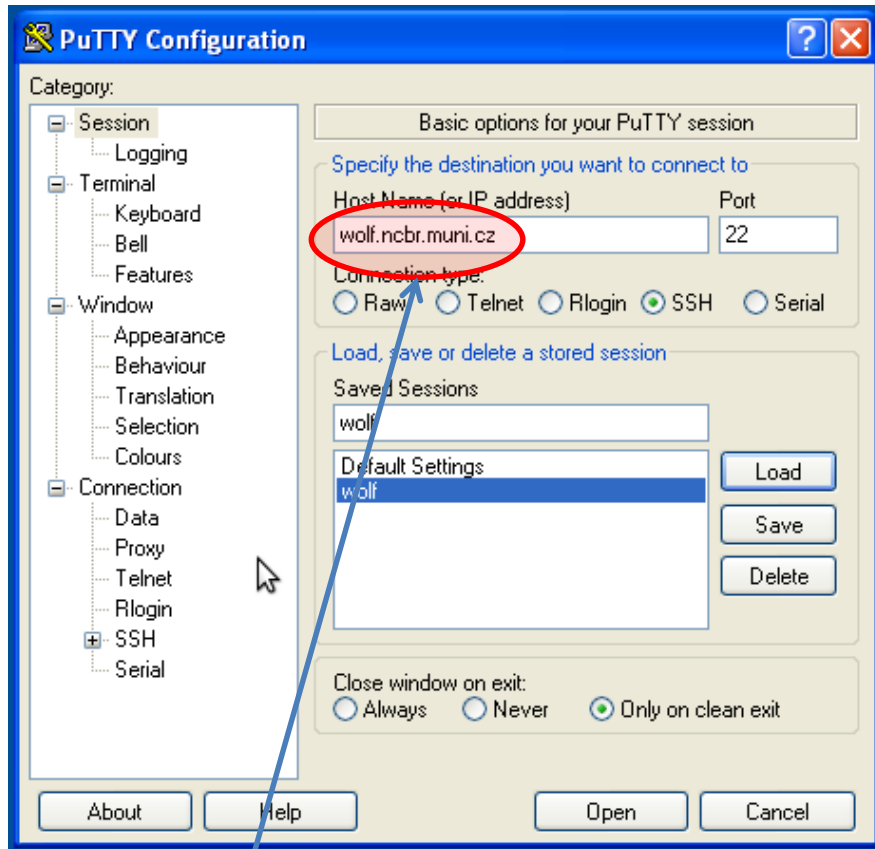 PuTTY Configuration
Category:
Session
Logging
Terminal
Keyboard
Bell
Features
Window
Appearance
Behaviour
Translation
Selection
Colours
Connection
Data
Proxy
Telnet
Rlogin
SSH
Serial
Basic options for your PuTTY session
Specify the destination you want to connect to
Host Name (or IP address) Port
wolf.ncbr.muni.cz 22
Connection type:
Raw Telnet Rlogin SSH Serial
Load, save or delete a stored session
Saved Sessions
wolf
Default Settings
wolf
Load
Save
Delete
Close window on exit:
Always Never Only on clean exit
About Help Open Cancel